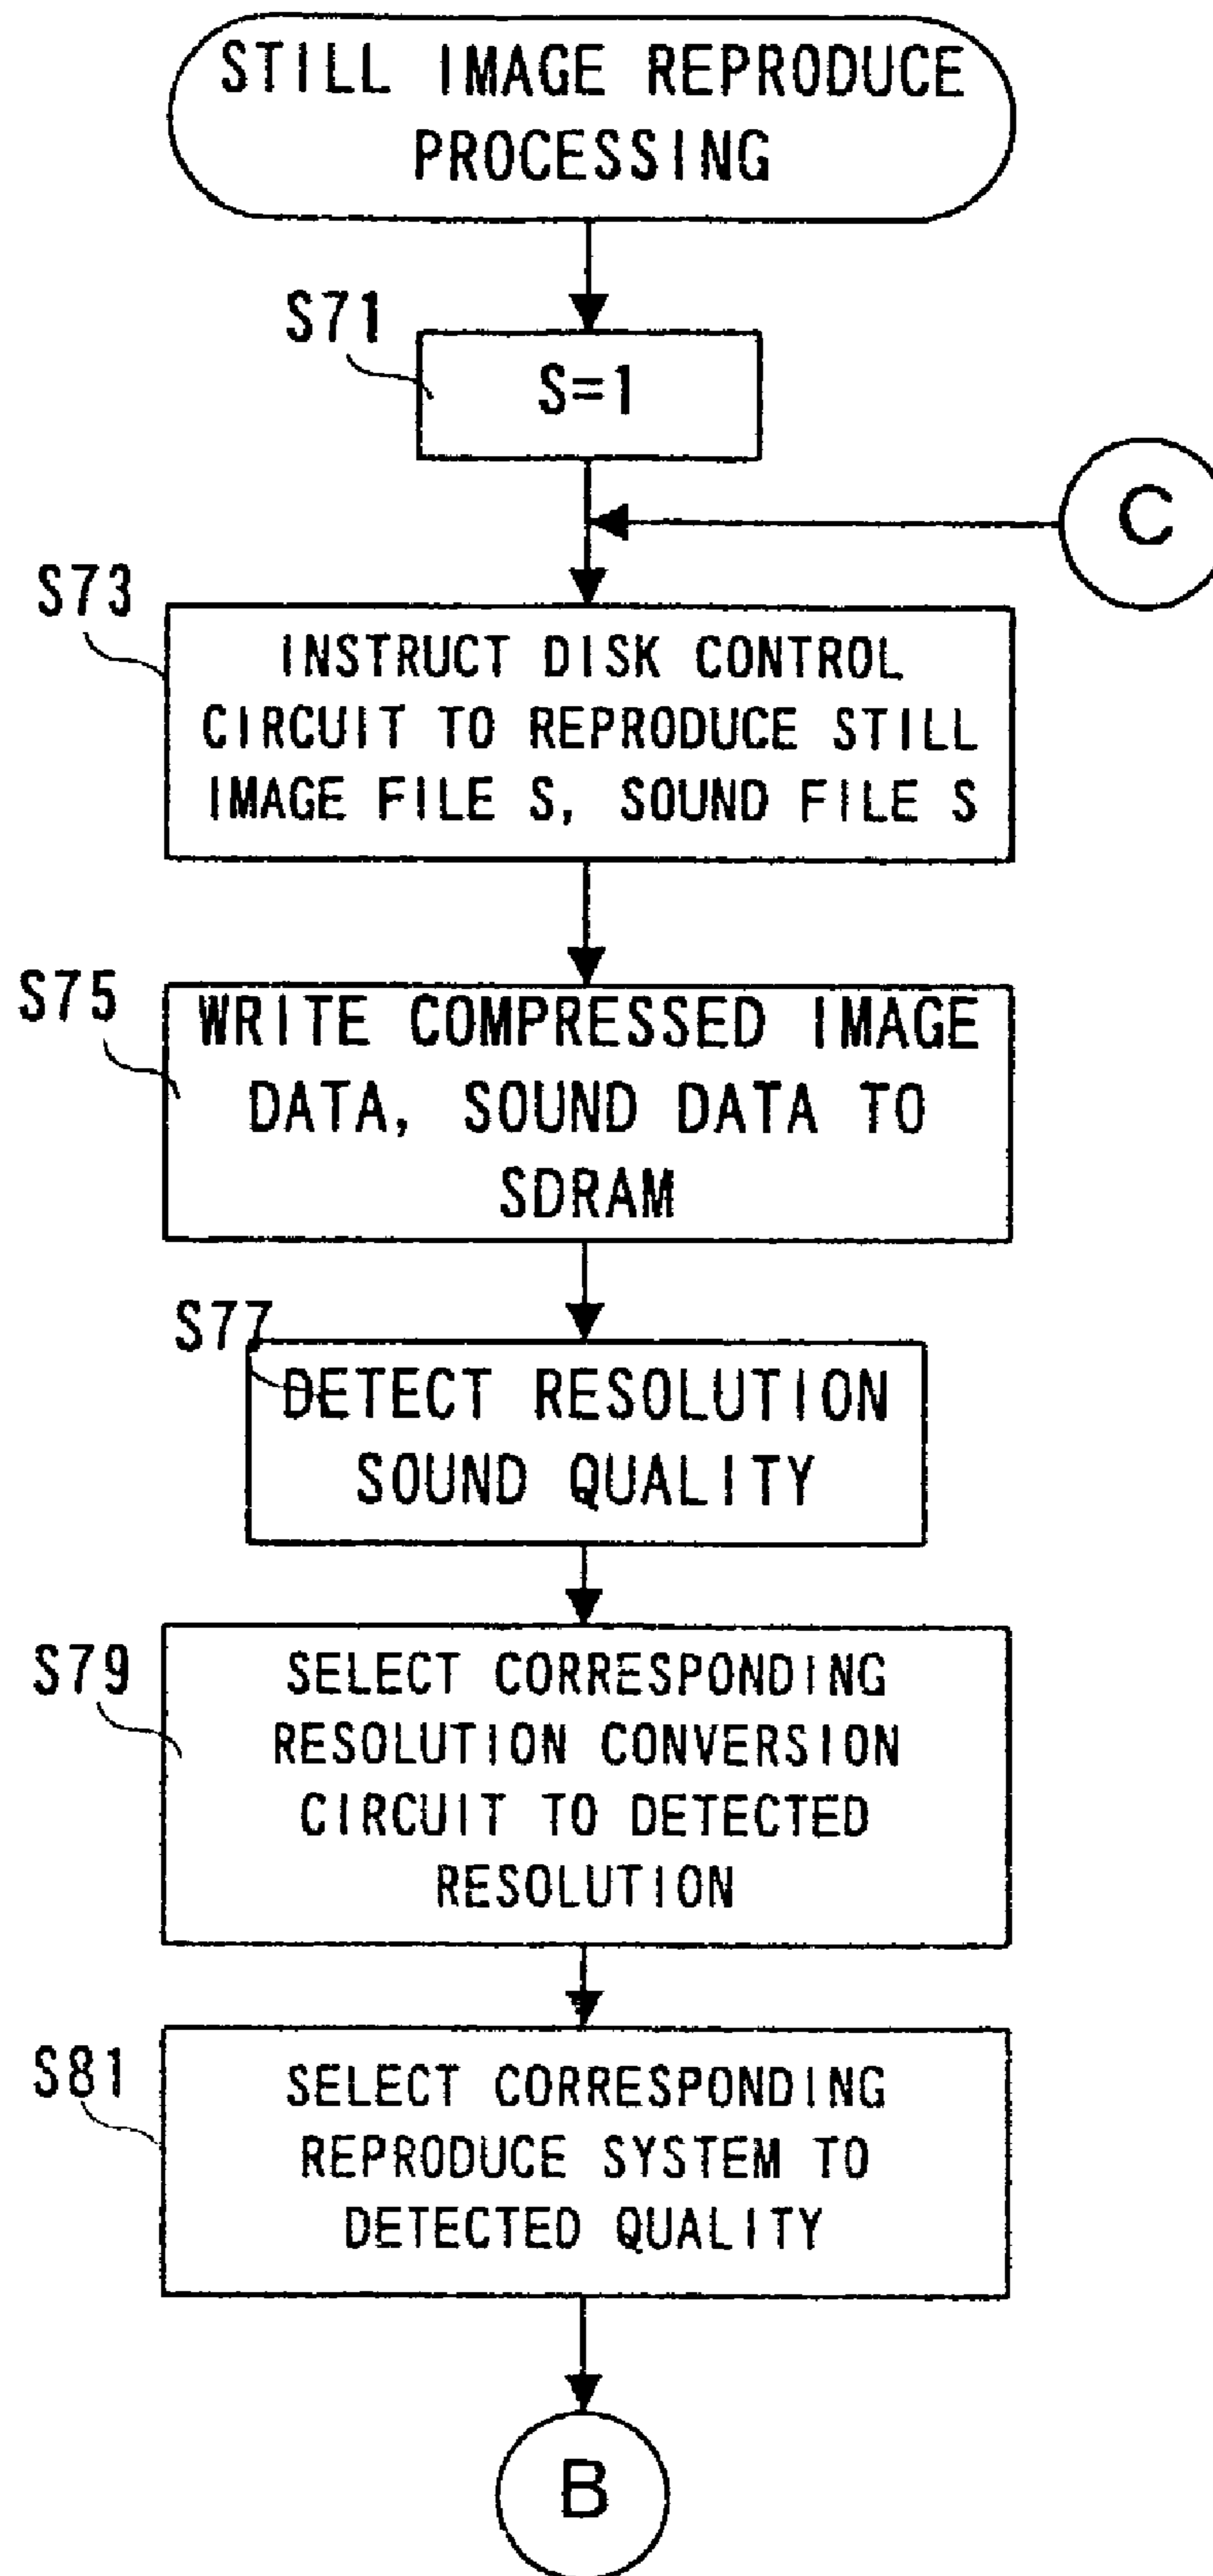 STILL IMAGE REPRODUCE
PROCESSING
S71
S=1
C
S73
INSTRUCT DISK CONTROL
CIRCUIT TO REPRODUCE STILL
IMAGE FILE S, SOUND FILE S
S75
WRITE COMPRESSED IMAGE
DATA, SOUND DATA TO
SDRAM
S77
DETECT RESOLUTION
SOUND QUALITY
S79
SELECT CORRESPONDING
RESOLUTION CONVERSION
CIRCUIT TO DETECTED
RESOLUTION
S81
SELECT CORRESPONDING
REPRODUCE SYSTEM TO
DETECTED QUALITY
B